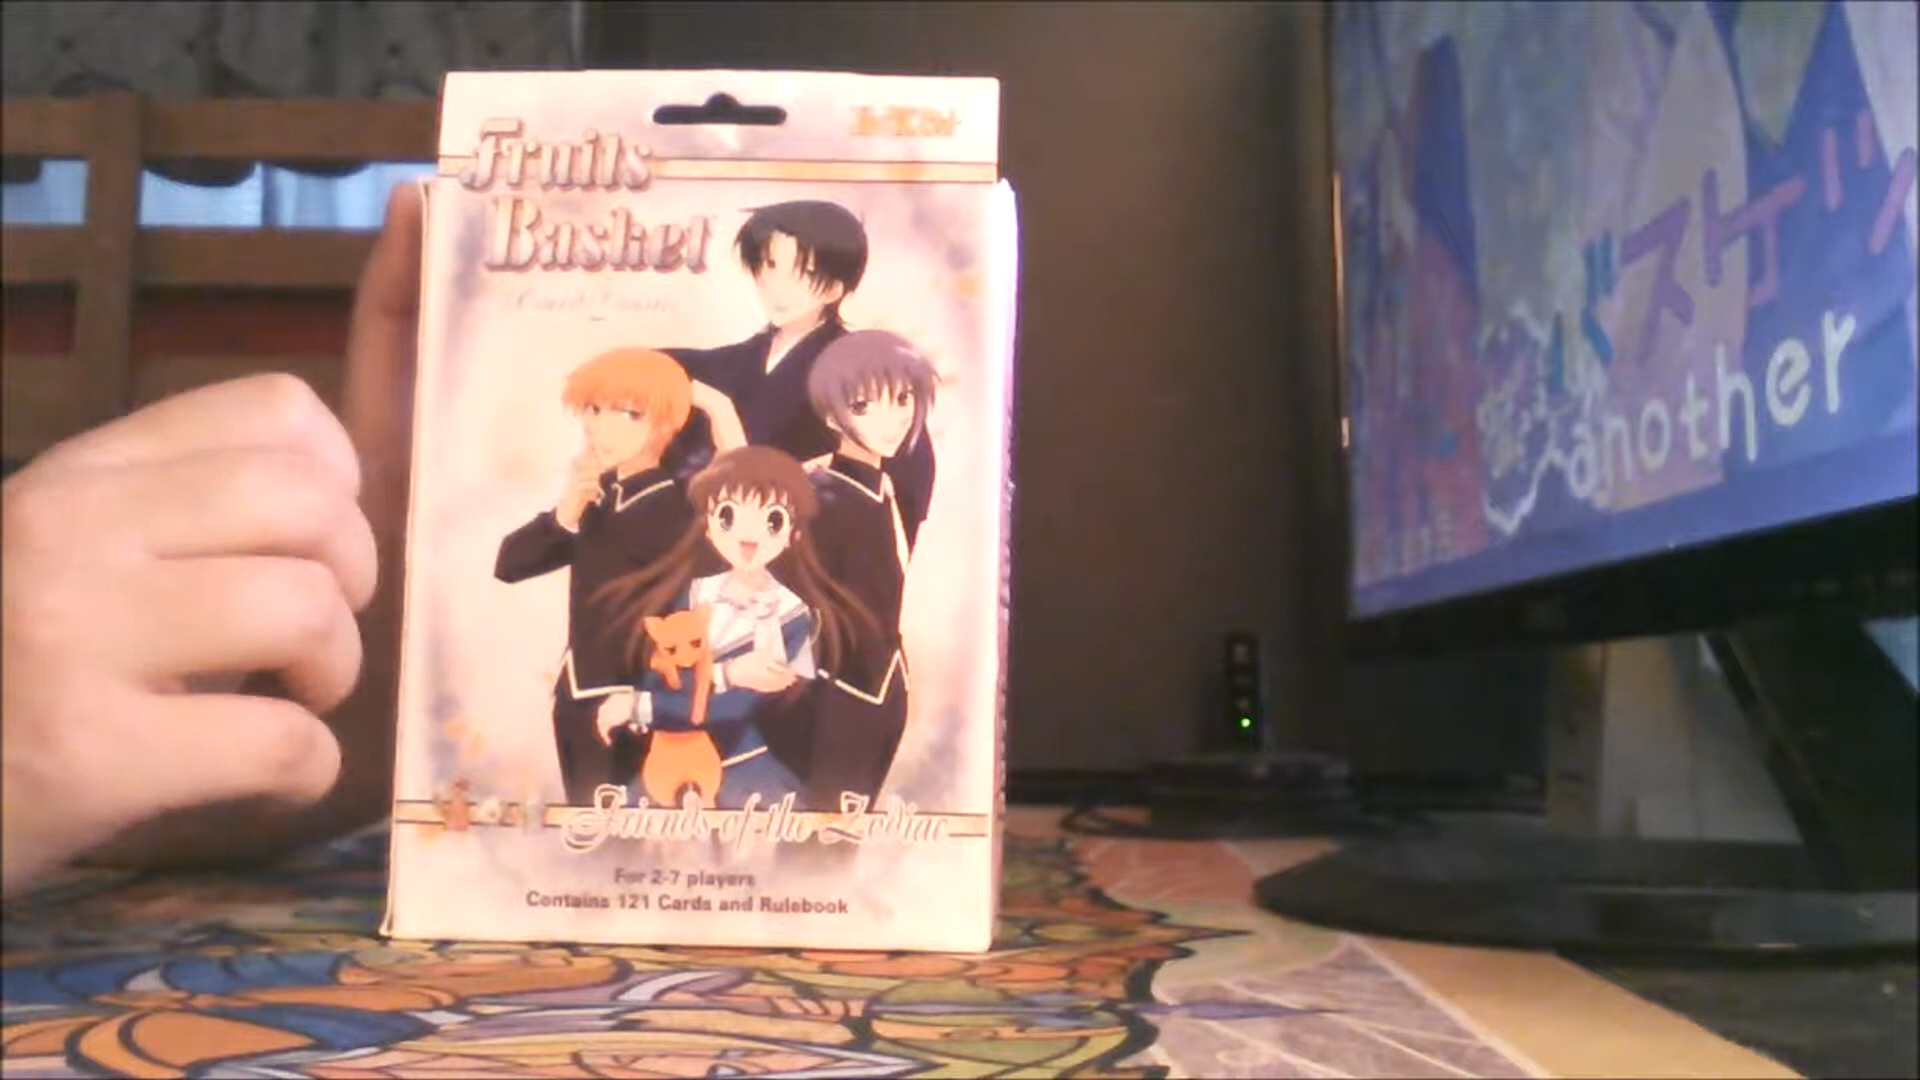 Fruits
Basket
Card Game
Friends of the Zodiac
For 2-7 players
Contains 121 Cards and Rulebook
バスケッ
another